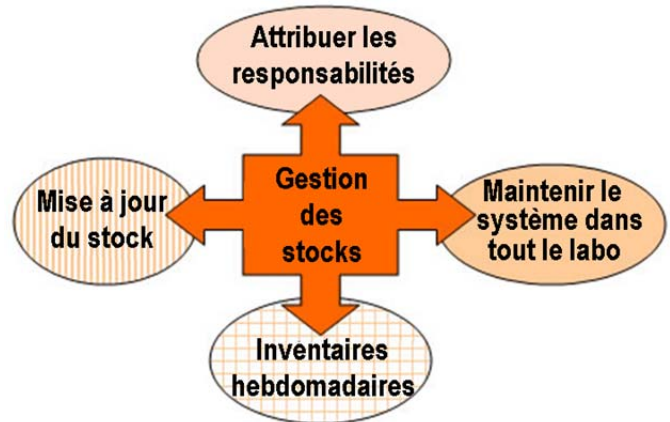 Attribuer les
responsabilités
Mise à jour
du stock
Gestion
des
stocks
Maintenir le
système dans
tout le labo
Inventaires
hebdomadaires